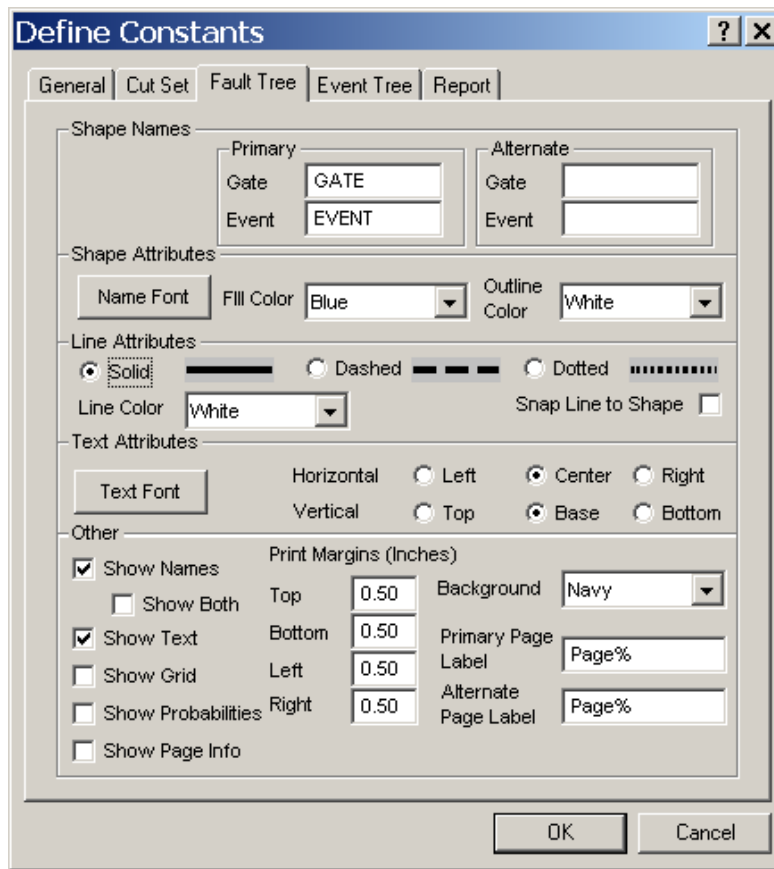 Define Constants
General Cut Set Fault Tree Event Tree Report
Shape Names
Primary
Gate GATE
Event EVENT
Alternate
Gate
Event
Shape Attributes
Name Font Fill Color Blue Outline Color White
Line Attributes
Solid Dashed Dotted
Line Color White Snap Line to Shape
Text Attributes
Text Font
Horizontal Left Center Right
Vertical Top Base Bottom
Other
Show Names
Show Both
Show Text
Show Grid
Show Probabilities
Show Page Info
Print Margins (Inches)
Top 0.50
Bottom 0.50
Left 0.50
Right 0.50
Background Navy
Primary Page
Label Page%
Alternate
Page Label Page%
OK Cancel